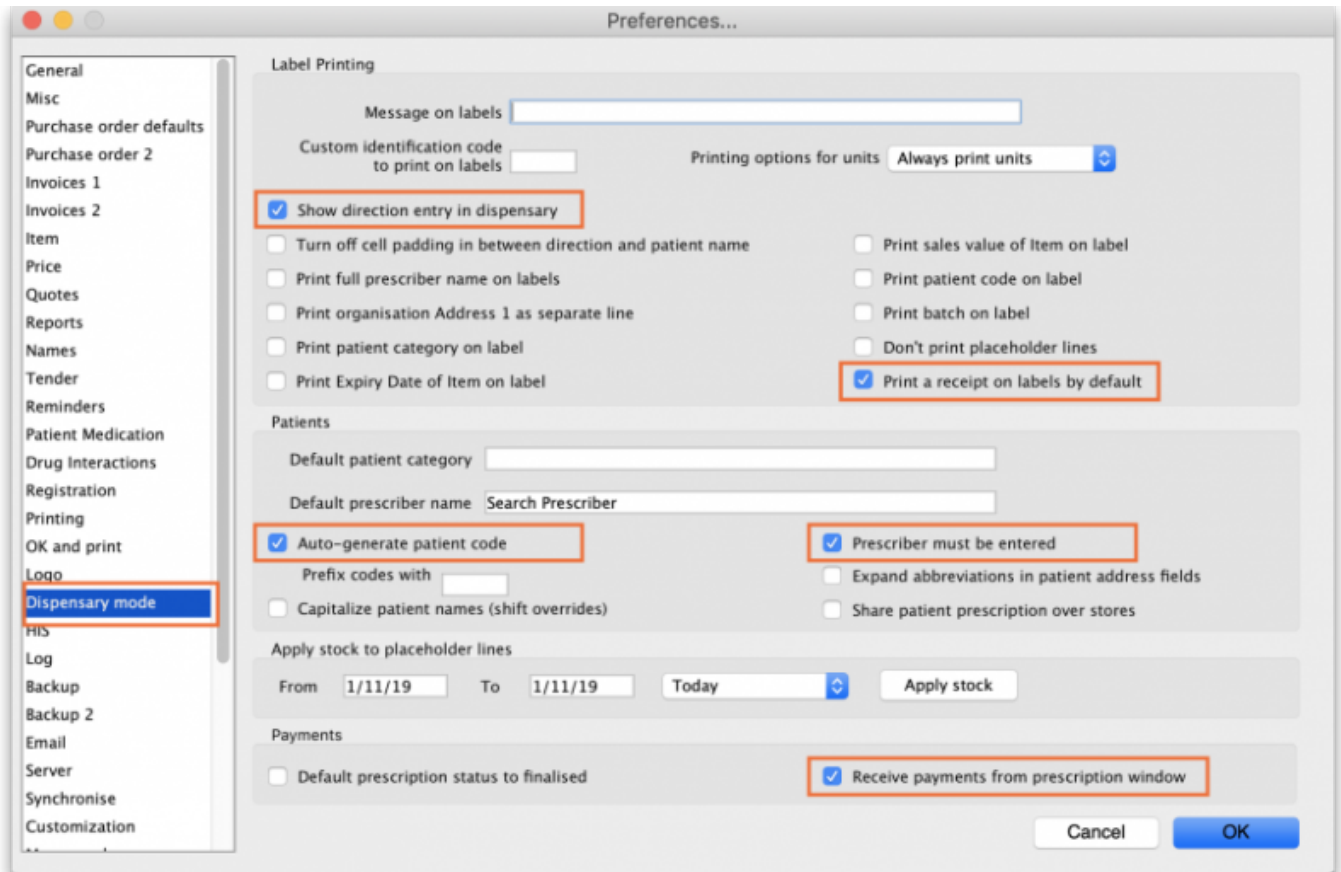 Preferences...
General
Misc
Purchase order defaults
Purchase order 2
Invoices 1
Invoices 2
Item
Price
Quotes
Reports
Names
Tender
Reminders
Patient Medication
Drug Interactions
Registration
Printing
OK and print
Logo
Dispensary mode
HIS
Log
Backup
Backup 2
Email
Server
Synchronise
Customization
Label Printing
Message on labels
Custom identification code
to print on labels
Printing options for units Always print units
Show direction entry in dispensary
Turn off cell padding in between direction and patient name
Print sales value of Item on label
Print full prescriber name on labels
Print patient code on label
Print organisation Address 1 as separate line
Print batch on label
Print patient category on label
Don't print placeholder lines
Print Expiry Date of Item on label
Print a receipt on labels by default
Patients
Default patient category
Default prescriber name Search Prescriber
Auto-generate patient code
Prescriber must be entered
Prefix codes with
Expand abbreviations in patient address fields
Capitalize patient names (shift overrides)
Share patient prescription over stores
Apply stock to placeholder lines
From 1/11/19 To 1/11/19 Today Apply stock
Payments
Default prescription status to finalised
Receive payments from prescription window
Cancel OK